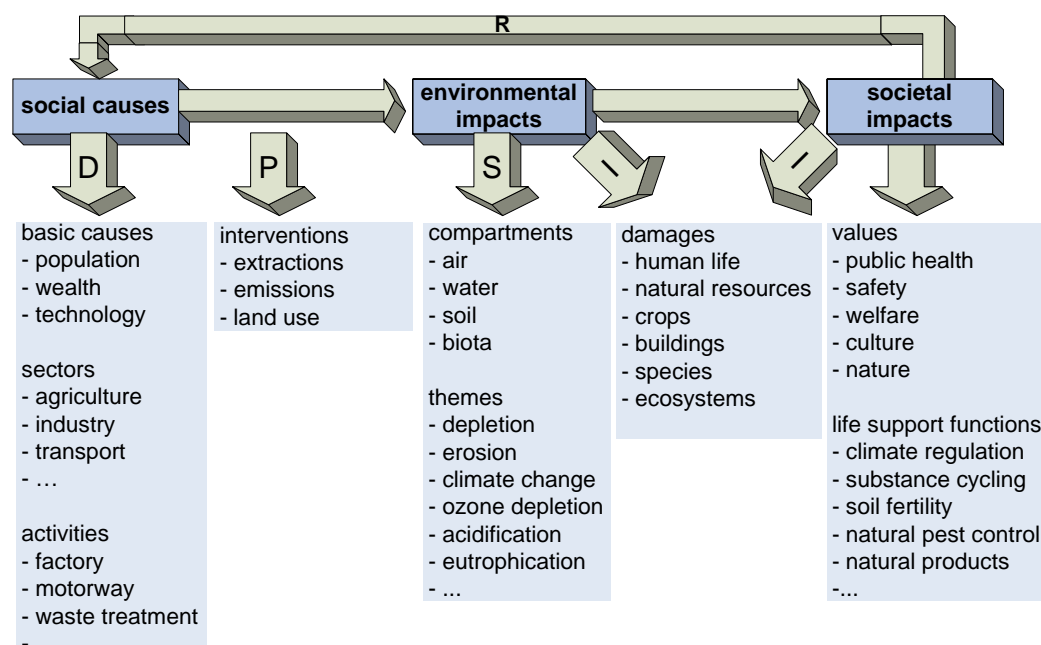 R
social causes
environmental
impacts
societal
impacts
D
P
S
I
I
basic causes
- population
- wealth
- technology
sectors
- agriculture
- industry
- transport
- …
activities
- factory
- motorway
- waste treatment
-
interventions
- extractions
- emissions
- land use
compartments
- air
- water
- soil
- biota
themes
- depletion
- erosion
- climate change
- ozone depletion
- acidification
- eutrophication
- ...
damages
- human life
- natural resources
- crops
- buildings
- species
- ecosystems
values
- public health
- safety
- welfare
- culture
- nature
life support functions
- climate regulation
- substance cycling
- soil fertility
- natural pest control
- natural products
-...